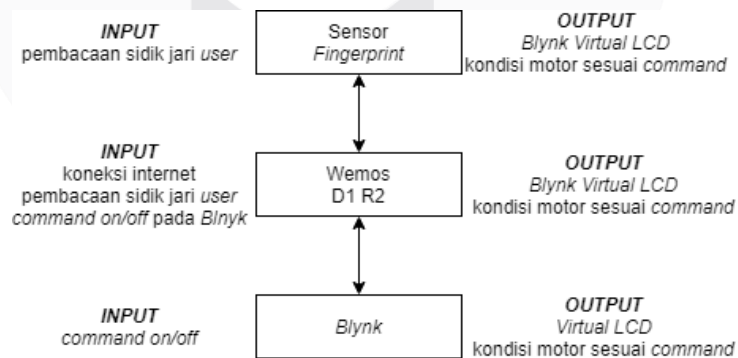 INPUT
pembacaan sidik jari user
Sensor
Fingerprint
OUTPUT
Blynk Virtual LCD
kondisi motor sesuai command
INPUT
koneksi internet
pembacaan sidik jari user
command on/off pada Blnyk
Wemos
D1 R2
OUTPUT
Blynk Virtual LCD
kondisi motor sesuai command
INPUT
command on/off
Blynk
OUTPUT
Virtual LCD
kondisi motor sesuai command